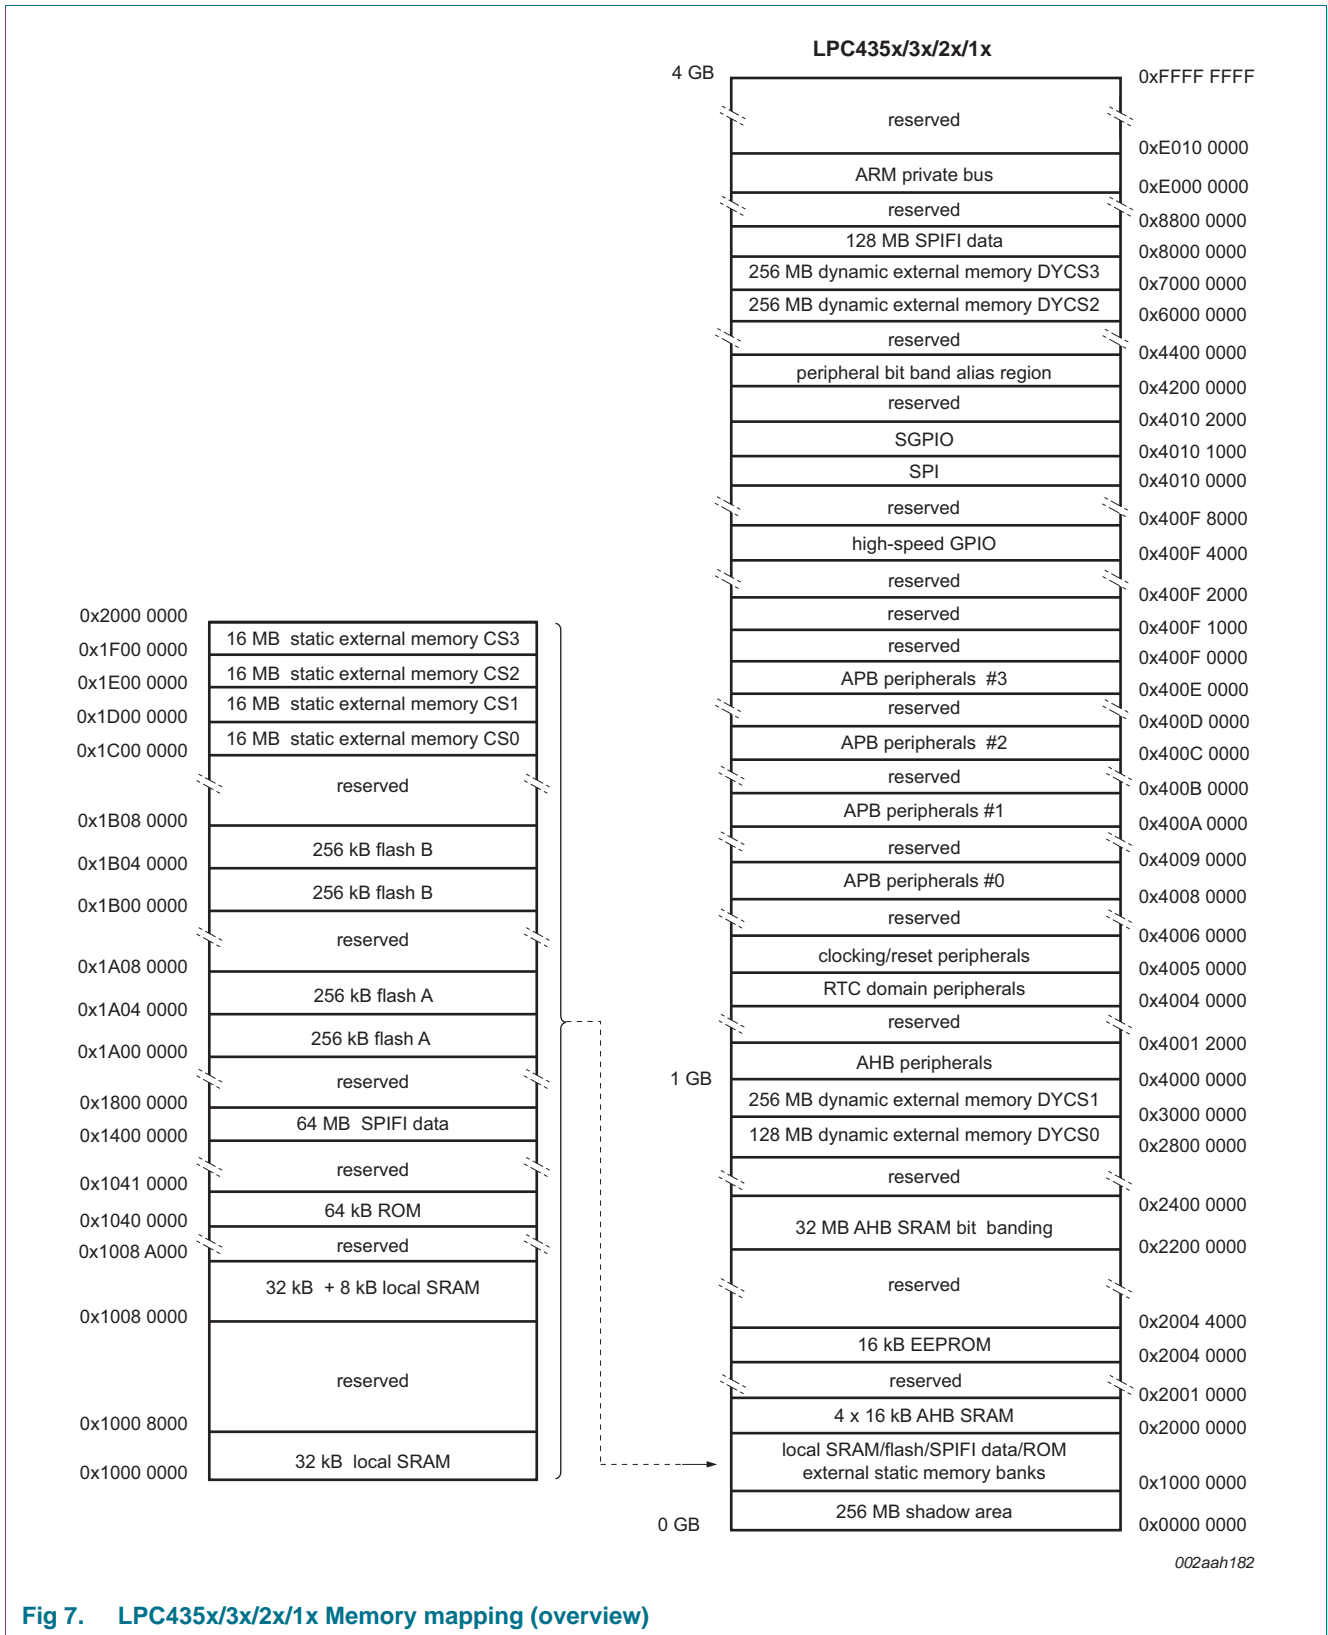 LPC435x/3x/2x/1x
4 GB
0xFFFF FFFF
reserved
0xE010 0000
ARM private bus
0xE000 0000
reserved
0x8800 0000
128 MB SPIFI data
0x8000 0000
256 MB dynamic external memory DYCS3
0x7000 0000
256 MB dynamic external memory DYCS2
0x6000 0000
reserved
0x4400 0000
peripheral bit band alias region
0x4200 0000
reserved
0x4010 2000
SGPIO
0x4010 1000
SPI
0x4010 0000
reserved
0x400F 8000
high-speed GPIO
0x400F 4000
reserved
0x400F 2000
reserved
0x400F 1000
reserved
0x400F 0000
APB peripherals #3
0x400E 0000
reserved
0x400D 0000
APB peripherals #2
0x400C 0000
reserved
0x400B 0000
APB peripherals #1
0x400A 0000
reserved
0x4009 0000
APB peripherals #0
0x4008 0000
reserved
0x4006 0000
clocking/reset peripherals
0x4005 0000
RTC domain peripherals
0x4004 0000
reserved
0x4001 2000
AHB peripherals
1 GB
0x4000 0000
256 MB dynamic external memory DYCS1
0x3000 0000
128 MB dynamic external memory DYCS0
0x2800 0000
reserved
0x2400 0000
32 MB AHB SRAM bit banding
0x2200 0000
reserved
0x2004 4000
16 kB EEPROM
0x2004 0000
reserved
0x2001 0000
4 x 16 kB AHB SRAM
0x2000 0000
local SRAM/flash/SPIFI data/ROM
external static memory banks
0x1000 0000
256 MB shadow area
0 GB
0x0000 0000
0x2000 0000
16 MB static external memory CS3
0x1F00 0000
16 MB static external memory CS2
0x1E00 0000
16 MB static external memory CS1
0x1D00 0000
16 MB static external memory CS0
0x1C00 0000
reserved
0x1B08 0000
256 kB flash B
0x1B04 0000
256 kB flash B
0x1B00 0000
reserved
0x1A08 0000
256 kB flash A
0x1A04 0000
256 kB flash A
0x1A00 0000
reserved
0x1800 0000
64 MB SPIFI data
0x1400 0000
reserved
0x1041 0000
64 kB ROM
0x1040 0000
reserved
0x1008 A000
32 kB + 8 kB local SRAM
0x1008 0000
reserved
0x1000 8000
32 kB local SRAM
0x1000 0000
002aah182
Fig 7. LPC435x/3x/2x/1x Memory mapping (overview)